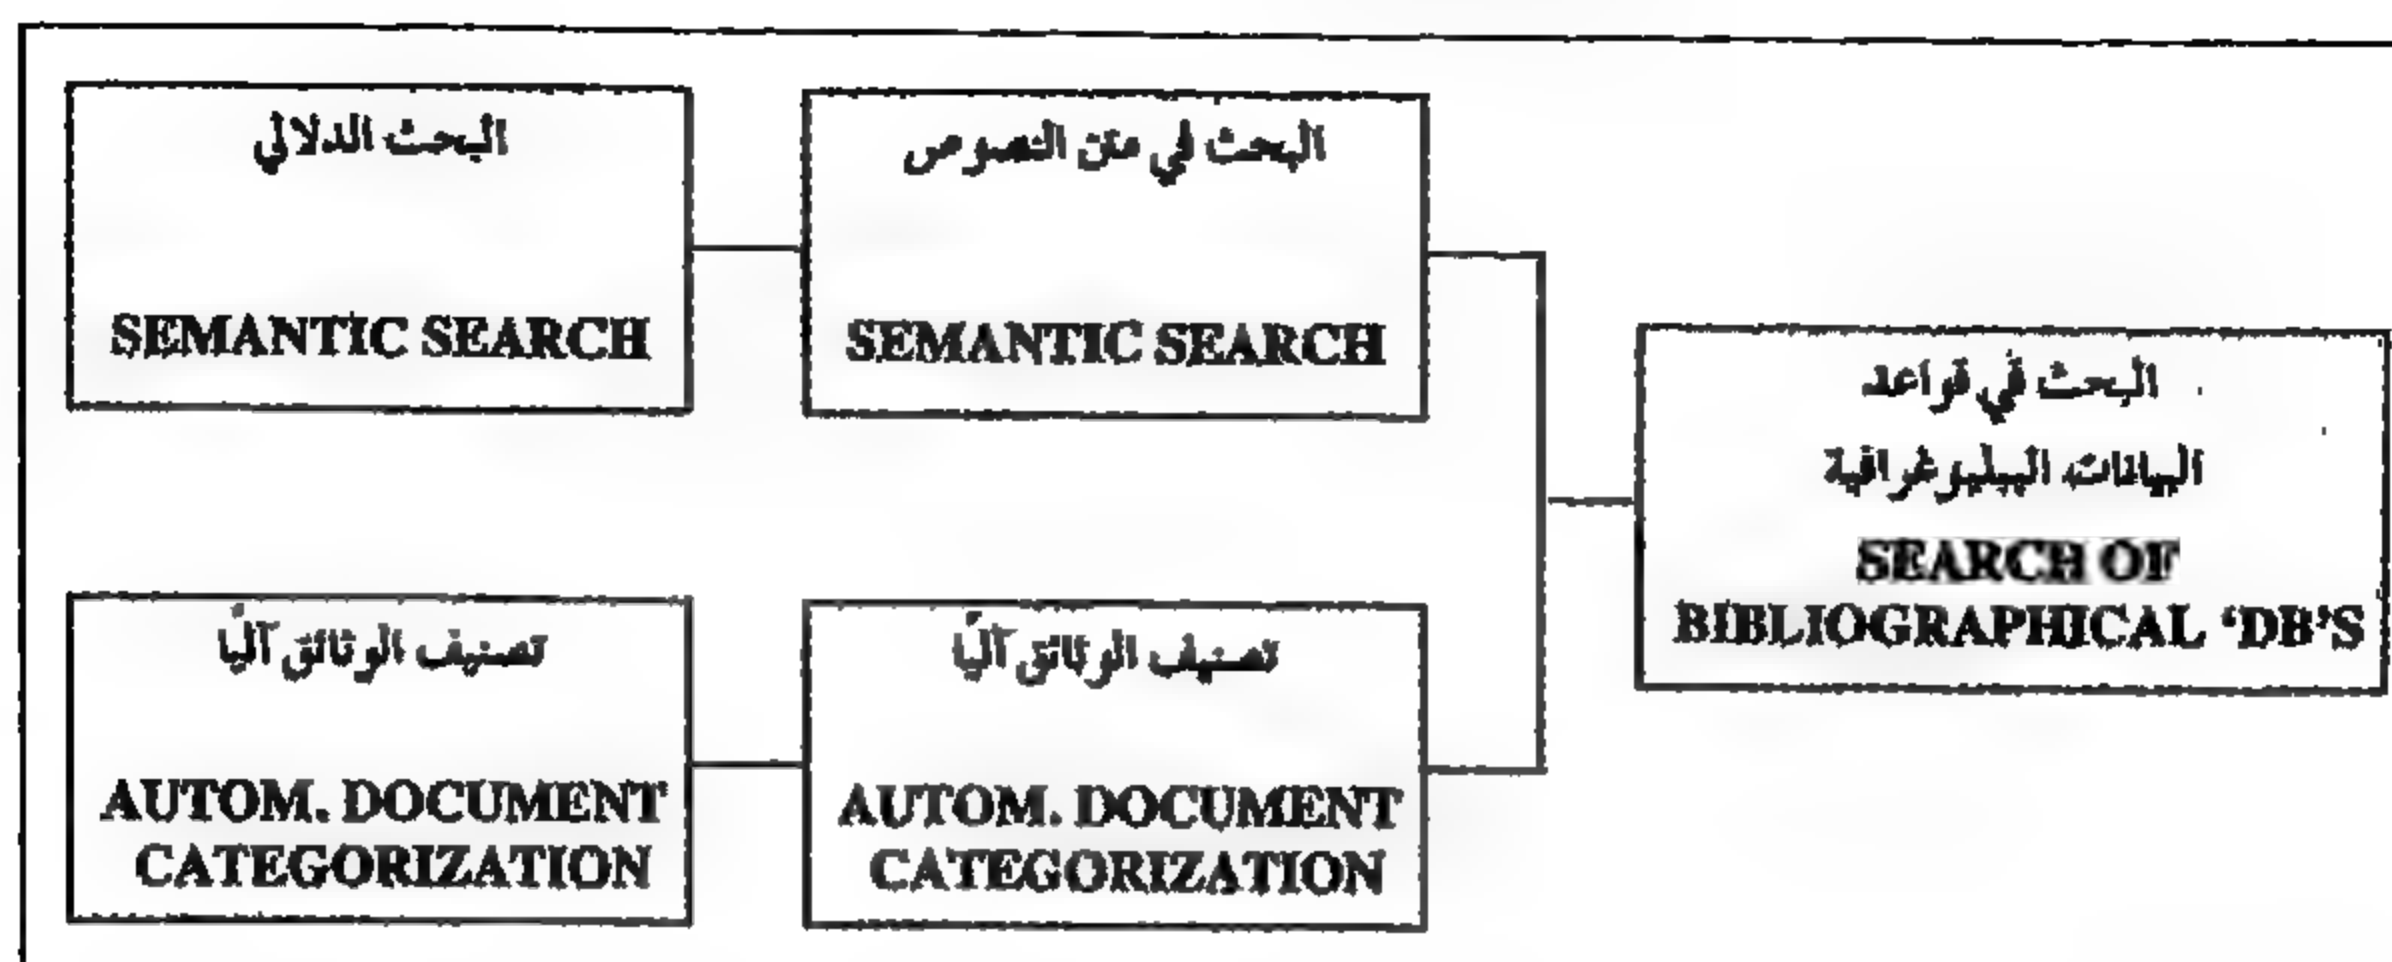 البحث الدلالي
SEMANTIC SEARCH
البحث في متن النصوص
SEMANTIC SEARCH
البحث في قواعد
البيانات الببليوغرافية
SEARCH OF
BIBLIOGRAPHICAL ‘DB’S
تصنيف الوثائق آليًّا
AUTOM. DOCUMENT
CATEGORIZATION
تصنيف الوثائق آليًّا
AUTOM. DOCUMENT
CATEGORIZATION